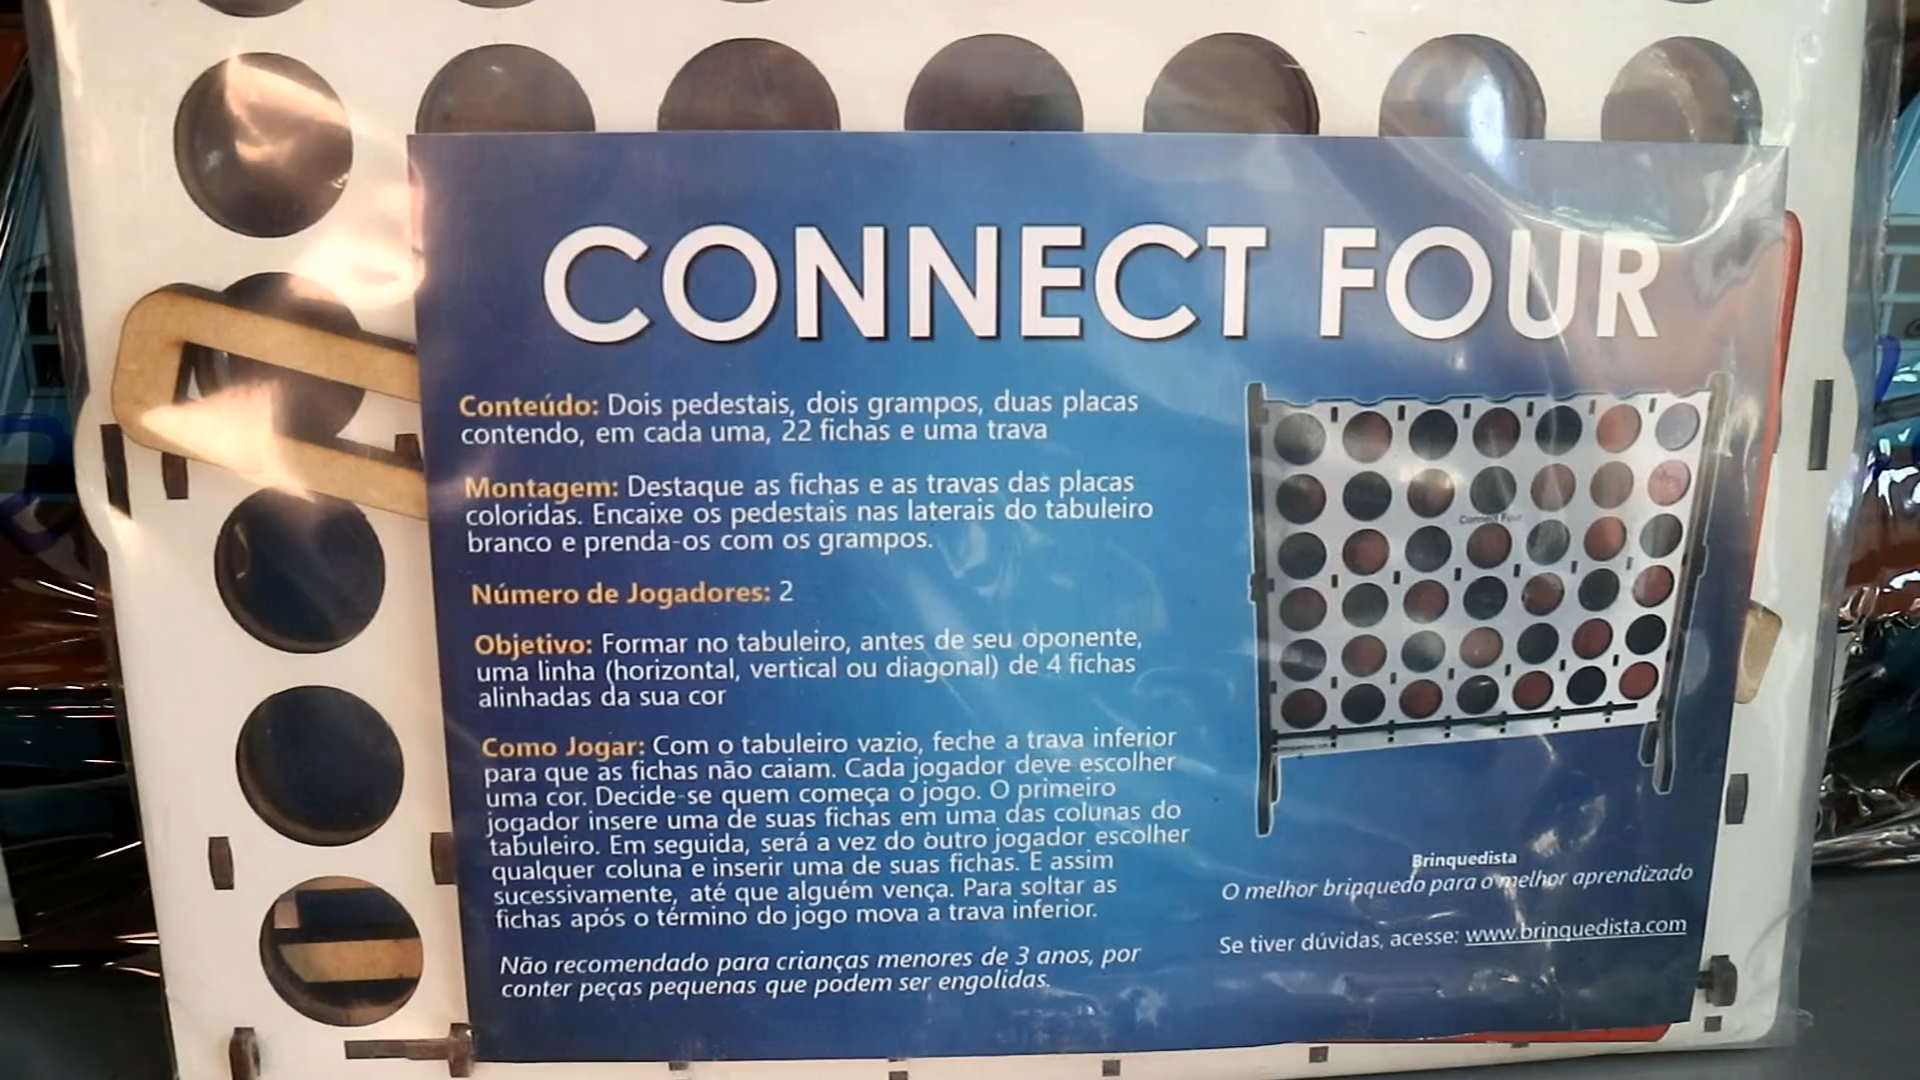 CONNECT FOUR
Conteúdo: Dois pedestais, dois grampos, duas placas
contendo, em cada uma, 22 fichas e uma trava
Montagem: Destaque as fichas e as travas das placas
coloridas. Encaixe os pedestais nas laterais do tabuleiro
branco e prenda-os com os grampos.
Número de Jogadores: 2
Objetivo: Formar no tabuleiro, antes de seu oponente,
uma linha (horizontal, vertical ou diagonal) de 4 fichas
alinhadas da sua cor
Como Jogar: Com o tabuleiro vazio, feche a trava inferior
para que as fichas não caiam. Cada jogador deve escolher
uma cor. Decide-se quem começa o jogo. O primeiro
jogador insere uma de suas fichas em uma das colunas do
tabuleiro. Em seguida, será a vez do outro jogador escolher
qualquer coluna e inserir uma de suas fichas. E assim
sucessivamente, até que alguém vença. Para soltar as
fichas após o término do jogo mova a trava inferior.
Não recomendado para crianças menores de 3 anos, por
conter peças pequenas que podem ser engolidas.
Connect Four
Brinquedista
O melhor brinquedo para o melhor aprendizado
Se tiver dúvidas, acesse: www.brinquedista.com